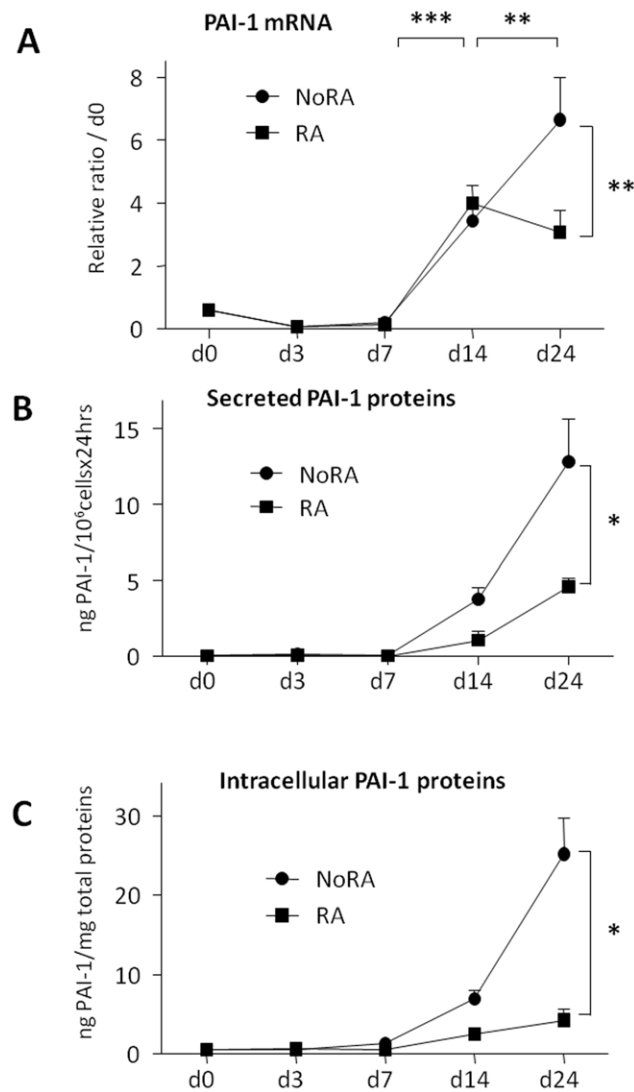 A
PAI-1 mRNA
*** **
8
6
4
2
0
Relative ratio / d0
NoRA
RA
**
d0 d3 d7 d14 d24
B
Secreted PAI-1 proteins
15
10
5
0
ng PAI-1/10⁶cellsx24hrs
NoRA
RA
*
d0 d3 d7 d14 d24
C
Intracellular PAI-1 proteins
30
20
10
0
ng PAI-1/mg total proteins
NoRA
RA
*
d0 d3 d7 d14 d24